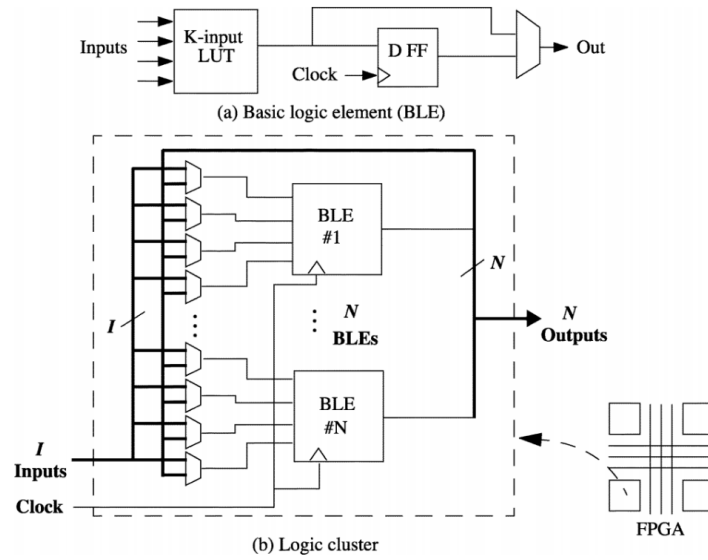 Inputs
K-input
LUT
D FF
Clock
Out
(a) Basic logic element (BLE)
BLE
#1
N
I
N
BLEs
N
Outputs
BLE
#N
I
Inputs
Clock
FPGA
(b) Logic cluster